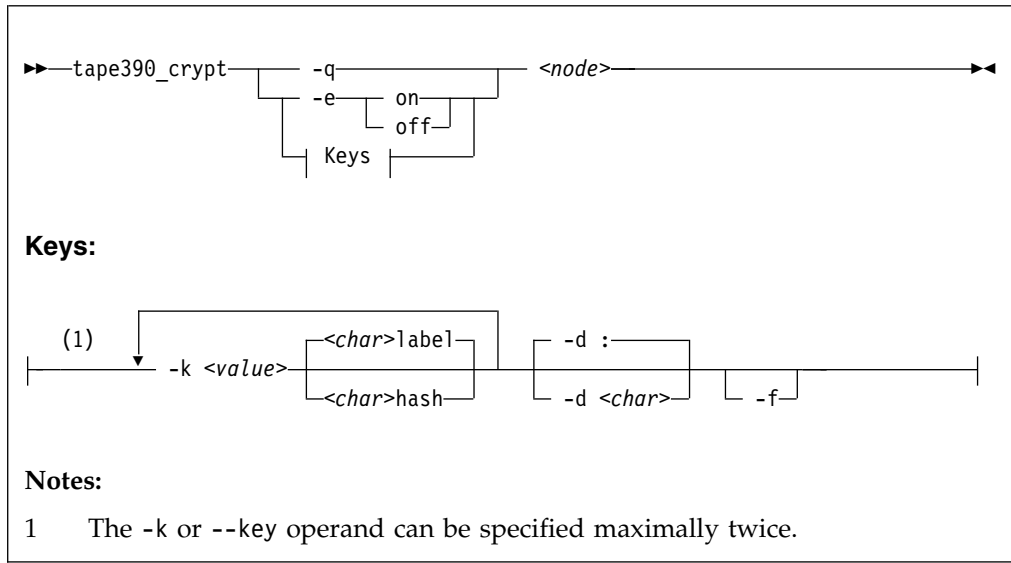 tape390_crypt -q <node>
-e on
off
Keys
Keys:
(1) <char>label -d :
-k <value>
<char>hash -d <char> -f
Notes:
1 The -k or --key operand can be specified maximally twice.